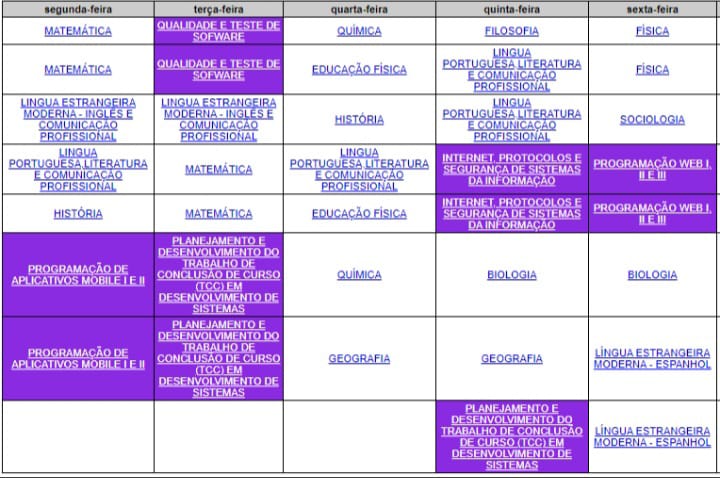 segunda-feira terça-feira quarta-feira quinta-feira sexta-feira
MATEMÁTICA
QUALIDADE E TESTE DE
SOFWARE
QUÍMICA
FILOSOFIA
FÍSICA
MATEMÁTICA
QUALIDADE E TESTE DE
SOFWARE
EDUCAÇÃO FÍSICA
LINGUA
PORTUGUESA,LITERATURA
E COMUNICAÇÃO
PROFISSIONAL
FÍSICA
LINGUA ESTRANGEIRA
MODERNA - INGLÊS E
COMUNICAÇÃO
PROFISSIONAL
LINGUA ESTRANGEIRA
MODERNA - INGLÊS E
COMUNICAÇÃO
PROFISSIONAL
HISTÓRIA
LINGUA
PORTUGUESA,LITERATURA
E COMUNICAÇÃO
PROFISSIONAL
SOCIOLOGIA
LINGUA
PORTUGUESA,LITERATURA
E COMUNICAÇÃO
PROFISSIONAL
MATEMÁTICA
LINGUA
PORTUGUESA,LITERATURA
E COMUNICAÇÃO
PROFISSIONAL
INTERNET, PROTOCOLOS E
SEGURANÇA DE SISTEMAS
DA INFORMAÇÃO
PROGRAMAÇÃO WEB I,
II E III
HISTÓRIA
MATEMÁTICA
EDUCAÇÃO FÍSICA
INTERNET, PROTOCOLOS E
SEGURANÇA DE SISTEMAS
DA INFORMAÇÃO
PROGRAMAÇÃO WEB I,
II E III
PROGRAMAÇÃO DE
APLICATIVOS MOBILE I E II
PLANEJAMENTO E
DESENVOLVIMENTO DO
TRABALHO DE
CONCLUSÃO DE CURSO
(TCC) EM
DESENVOLVIMENTO DE
SISTEMAS
QUÍMICA
BIOLOGIA
BIOLOGIA
PROGRAMAÇÃO DE
APLICATIVOS MOBILE I E II
PLANEJAMENTO E
DESENVOLVIMENTO DO
TRABALHO DE
CONCLUSÃO DE CURSO
(TCC) EM
DESENVOLVIMENTO DE
SISTEMAS
GEOGRAFIA
GEOGRAFIA
LÍNGUA ESTRANGEIRA
MODERNA - ESPANHOL
PLANEJAMENTO E
DESENVOLVIMENTO DO
TRABALHO DE CONCLUSÃO
DE CURSO (TCC) EM
DESENVOLVIMENTO DE
SISTEMAS
LÍNGUA ESTRANGEIRA
MODERNA - ESPANHOL